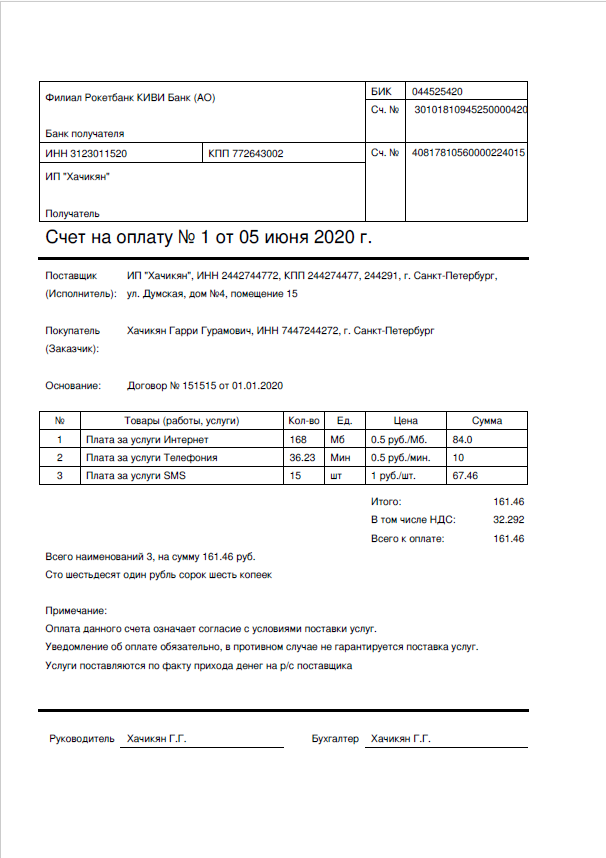 Филиал Рокетбанк КИВИ Банк (АО)
БИК 044525420
Сч. № 30101810945250000420
Банк получателя
ИНН 3123011520 КПП 772643002 Сч. № 40817810560000224015
ИП "Хачикян"
Получатель
Счет на оплату № 1 от 05 июня 2020 г.
Поставщик ИП "Хачикян", ИНН 2442744772, КПП 244274477, 244291, г. Санкт-Петербург,
(Исполнитель): ул. Думская, дом №4, помещение 15
Покупатель Хачикян Гарри Гурамович, ИНН 7447244272, г. Санкт-Петербург
(Заказчик):
Основание: Договор № 151515 от 01.01.2020
№ Товары (работы, услуги) Кол-во Ед. Цена Сумма
1 Плата за услуги Интернет 168 Мб 0.5 руб./Мб. 84.0
2 Плата за услуги Телефония 36.23 Мин 0.5 руб./мин. 10
3 Плата за услуги SMS 15 шт 1 руб./шт. 67.46
Итого: 161.46
В том числе НДС: 32.292
Всего к оплате: 161.46
Всего наименований 3, на сумму 161.46 руб.
Сто шестьдесят один рубль сорок шесть копеек
Примечание:
Оплата данного счета означает согласие с условиями поставки услуг.
Уведомление об оплате обязательно, в противном случае не гарантируется поставка услуг.
Услуги поставляются по факту прихода денег на р/с поставщика
Руководитель Хачикян Г.Г. Бухгалтер Хачикян Г.Г.